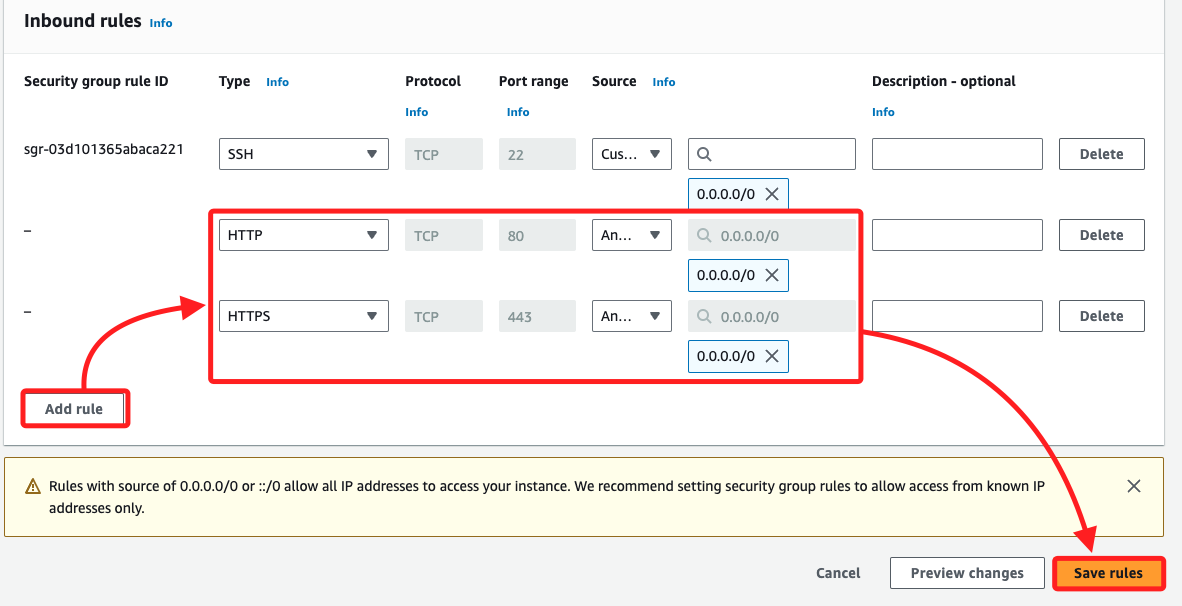 Inbound rules Info
Security group rule ID Type Info Protocol Port range Source Info Description - optional
Info Info Info
sgr-03d101365abaca221 SSH TCP 22 Cus... Delete
0.0.0.0/0
– HTTP TCP 80 An... 0.0.0.0/0 Delete
0.0.0.0/0
– HTTPS TCP 443 An... 0.0.0.0/0 Delete
0.0.0.0/0
Add rule
Rules with source of 0.0.0.0/0 or ::/0 allow all IP addresses to access your instance. We recommend setting security group rules to allow access from known IP
addresses only.
Cancel Preview changes Save rules